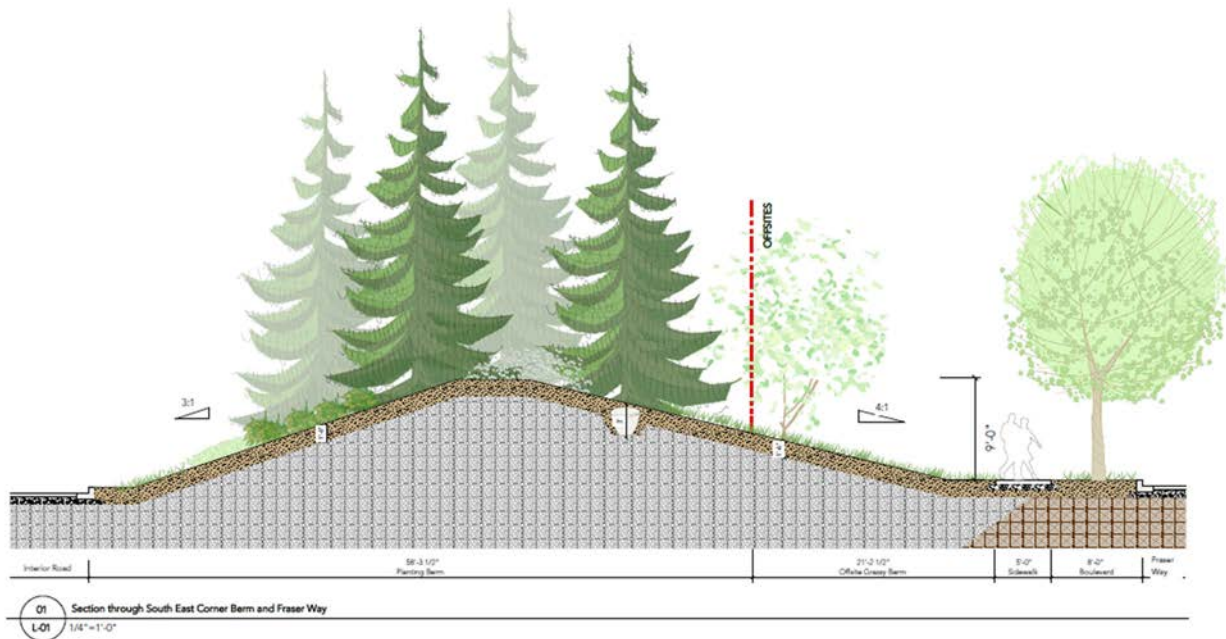 OFFSITES
3:1
4:1
9'-0"
Interior Road
58'-3.1/2"
Planting Berm
21'-2.1/2"
Offsite Grassy Berm
5'-0"
Sidewalk
8'-0"
Boulevard
Fraser
Way
01
Section through South East Corner Berm and Fraser Way
L-01
1/4"=1'-0"